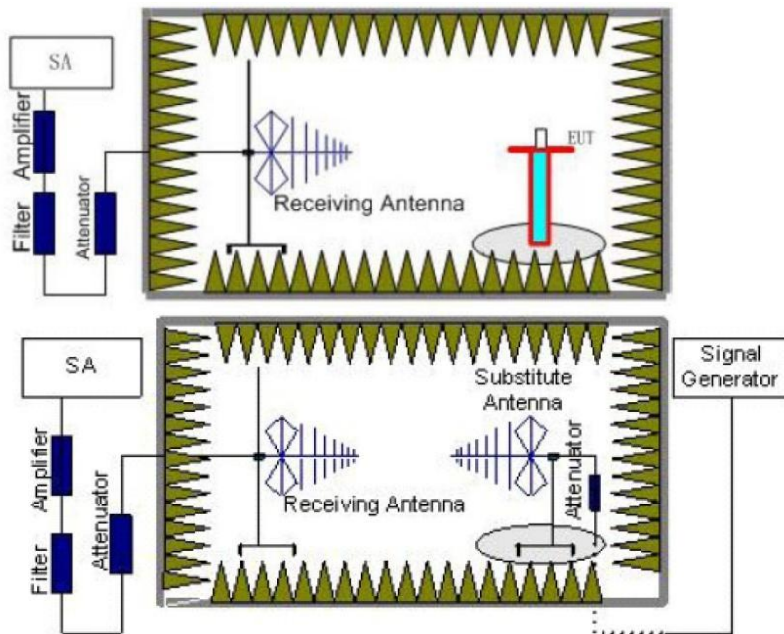 SA
Amplifier
Filter
Attenuator
Receiving Antenna
EUT
SA
Amplifier
Filter
Attenuator
Receiving Antenna
Substitute
Antenna
Attenuator
Signal
Generator